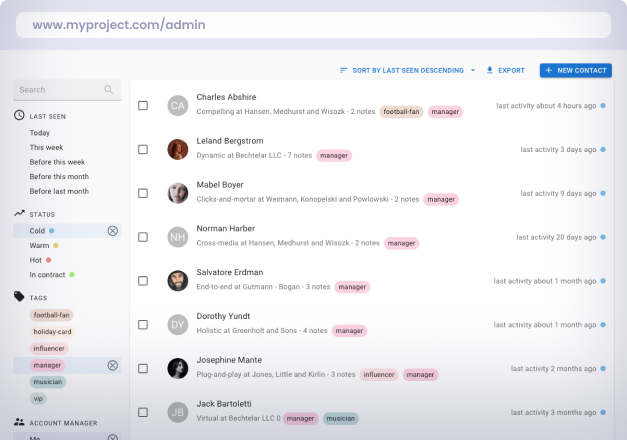 www.myproject.com/admin
SORT BY LAST SEEN DESCENDING
EXPORT
+ NEW CONTACT
Search
LAST SEEN
Today
This week
Before this week
Before this month
Before last month
STATUS
Cold
Warm
Hot
In contract
TAGS
football-fan
holiday-card
influencer
manager
musician
vip
ACCOUNT MANAGER
Me
CA
Charles Abshire
Compelling at Hansen, Medhurst and Wisozk - 2 notes football-fan manager
last activity about 4 hours ago
Leland Bergstrom
Dynamic at Bechtelar LLC - 7 notes manager
last activity 3 days ago
Mabel Boyer
Clicks-and-mortar at Weimann, Konopelski and Powlowski - 2 notes manager
last activity 9 days ago
NH
Norman Harber
Cross-media at Hansen, Medhurst and Wisozk - 2 notes manager
last activity 20 days ago
Salvatore Erdman
End-to-end at Gutmann - Bogan - 3 notes manager
last activity about 1 month ago
DY
Dorothy Yundt
Holistic at Greenholt and Sons - 4 notes manager
last activity about 1 month ago
Josephine Mante
Plug-and-play at Jones, Little and Kirlin - 3 notes influencer manager
last activity 2 months ago
JB
Jack Bartoletti
Virtual at Bechtelar LLC 0 manager musician
last activity 3 months ago